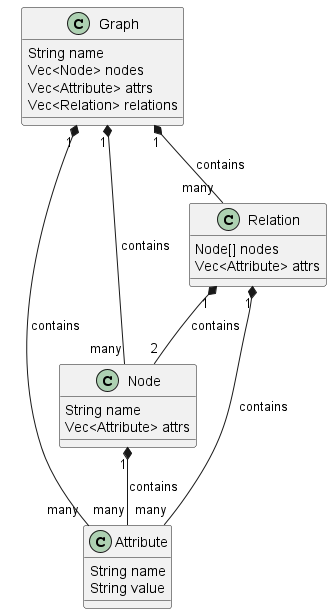 C Graph
String name
Vec<Node> nodes
Vec<Attribute> attrs
Vec<Relation> relations
1 1 1
contains
many
C Relation
Node[] nodes
Vec<Attribute> attrs
contains
1 1
contains contains
many 2
C Node
String name
Vec<Attribute> attrs
contains
1
contains
many many many
C Attribute
String name
String value